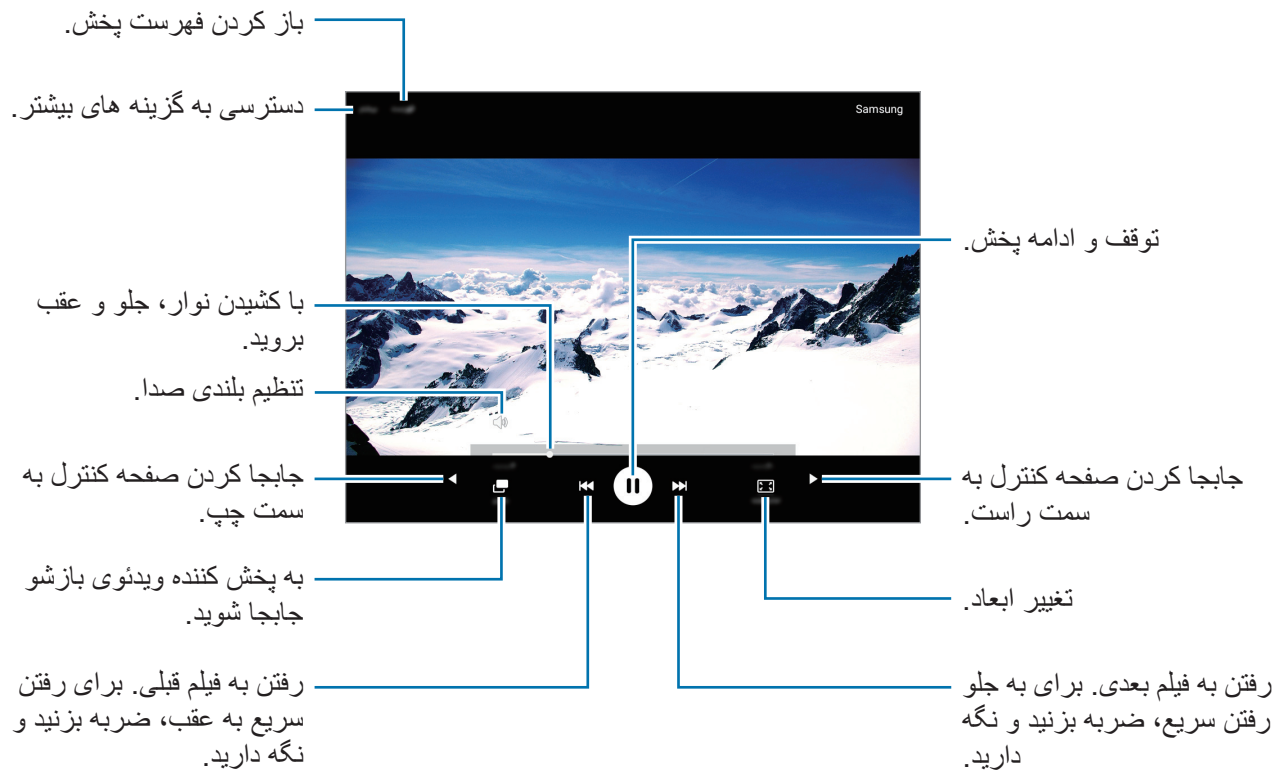 باز کردن فهرست پخش.
دسترسی به گزینه های بیشتر.
Samsung
توقف و ادامه پخش.
با کشیدن نوار، جلو و عقب
بروید.
تنظیم بلندی صدا.
جابجا کردن صفحه کنترل به
سمت چپ.
جابجا کردن صفحه کنترل به
سمت راست.
به پخش کننده ویدئوی بازشو
جابجا شوید.
تغییر ابعاد.
رفتن به فیلم قبلی. برای رفتن
سریع به عقب، ضربه بزنید و
نگه دارید.
رفتن به فیلم بعدی. برای به جلو
رفتن سریع، ضربه بزنید و نگه
دارید.